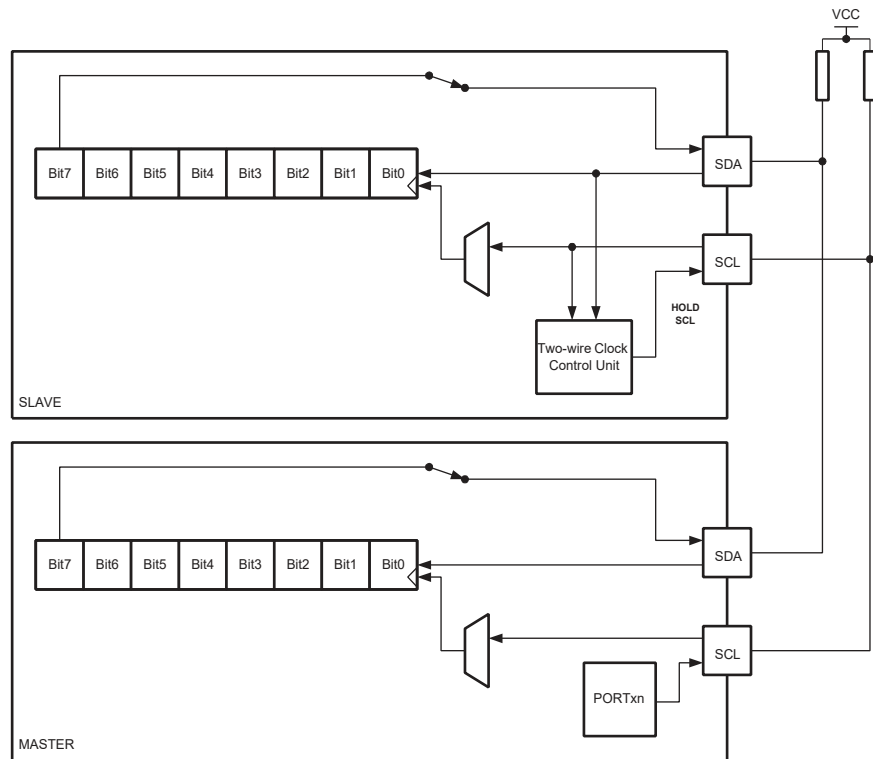 VCC
Bit7 Bit6 Bit5 Bit4 Bit3 Bit2 Bit1 Bit0
SDA
SCL
HOLD
SCL
Two-wire Clock
Control Unit
SLAVE
Bit7 Bit6 Bit5 Bit4 Bit3 Bit2 Bit1 Bit0
SDA
SCL
PORTxn
MASTER